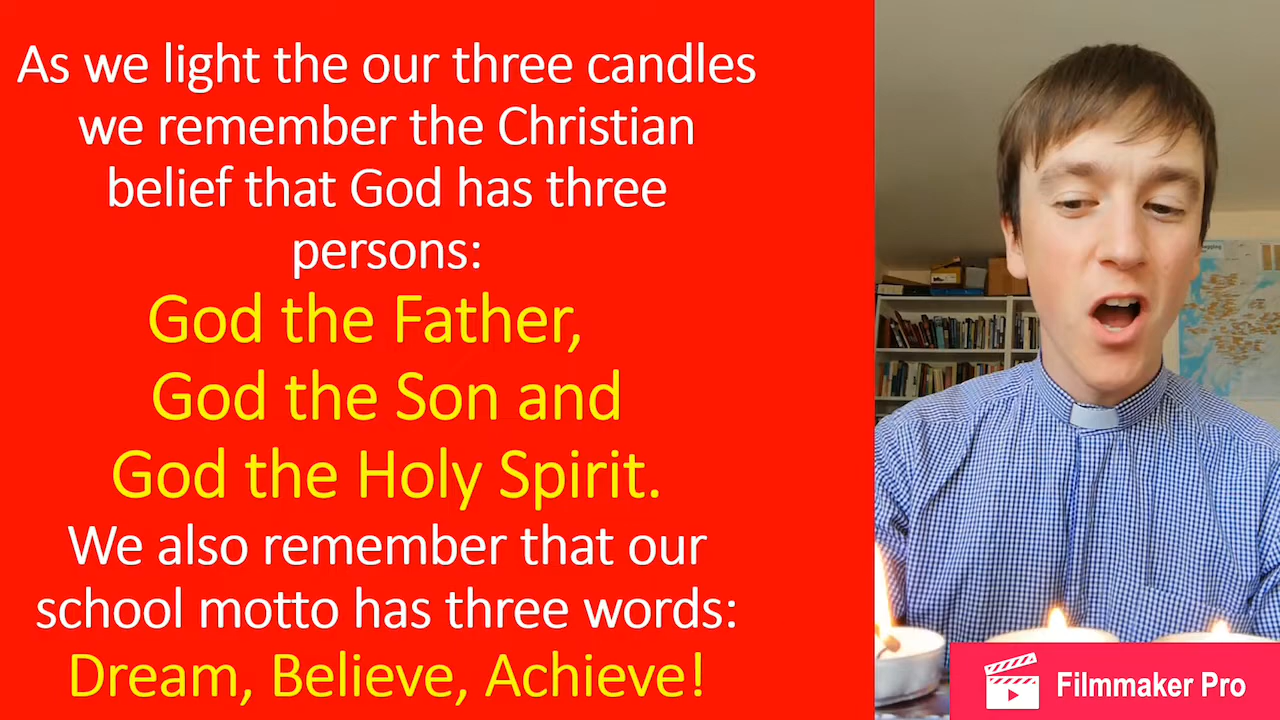 As we light the our three candles
we remember the Christian
belief that God has three
persons:
God the Father,
God the Son and
God the Holy Spirit.
We also remember that our
school motto has three words:
Dream, Believe, Achieve!
Filmmaker Pro